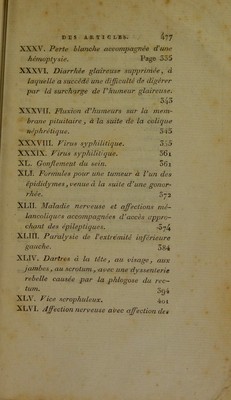 DES ARTICLES. 477
XXXV. Perte blanche accompagnée d'une
hémoptysie. Page 335
XXXVI. Diarrhée glaireuse supprimée, à
laquelle a succédé une difficulté de digérer
par la surcharge de l'humeur glaireuse.
343
XXXVII. Fluxion d'humeurs sur la mem-
brane pituitaire, à la suite de la colique
néphrétique. 345
XXXVIII. Virus syphilitique. 355
XXXIX. Virus syphilitique. 361
XL. Gonflement du sein. 361
XLI. Formules pour une tumeur à l'un des
épididymes, venue à la suite d'une gonor-
rhée. 372
XLII. Maladie nerveuse et affections mé-
lancoliques accompagnées d'accès appro-
chant des épileptiques. 374
XLIII. Paralysie de l'extrémité inférieure
gauche. 384
XLIV. Dartres à la tête, au visage, aux
jambes, au scrotum, avec une dyssenterie
rebelle causée par la phlogose du rec-
tum. 394
XLV. Vice scrophuleux. 401
XLVI. Affection nerveuse avec affection des